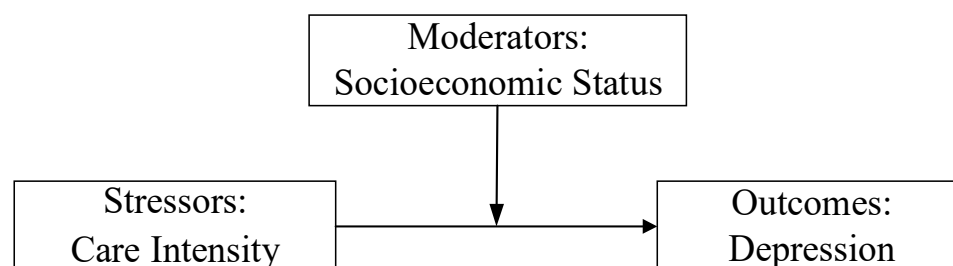 Moderators:
Socioeconomic Status
Stressors:
Care Intensity
Outcomes:
Depression